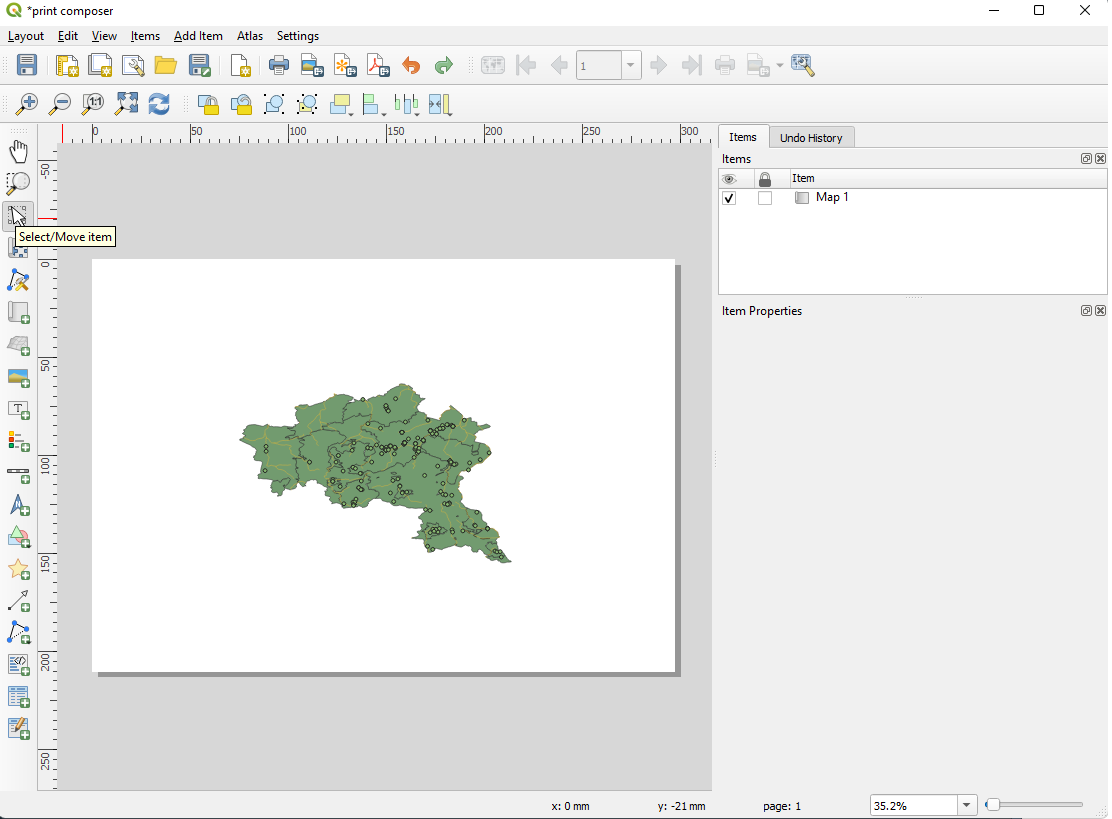 *print composer
Layout Edit View Items Add Item Atlas Settings
1
1:1
0 50 100 150 200 250 300
-50
0
50
100
150
200
250
Select/Move item
T
Items Undo History
Items
Item
Map 1
Item Properties
x: 0 mm y: -21 mm page: 1 35.2%